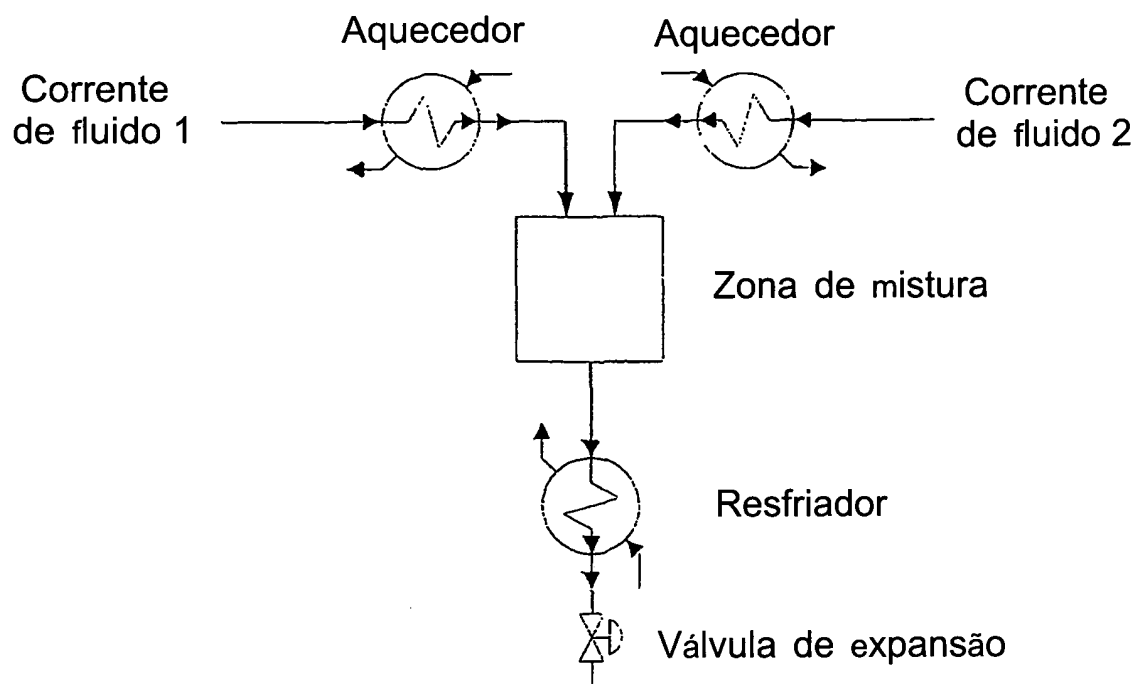 Aquecedor
Aquecedor
Corrente
de fluido 1
Corrente
de fluido 2
Zona de mistura
Resfriador
Válvula de expansão